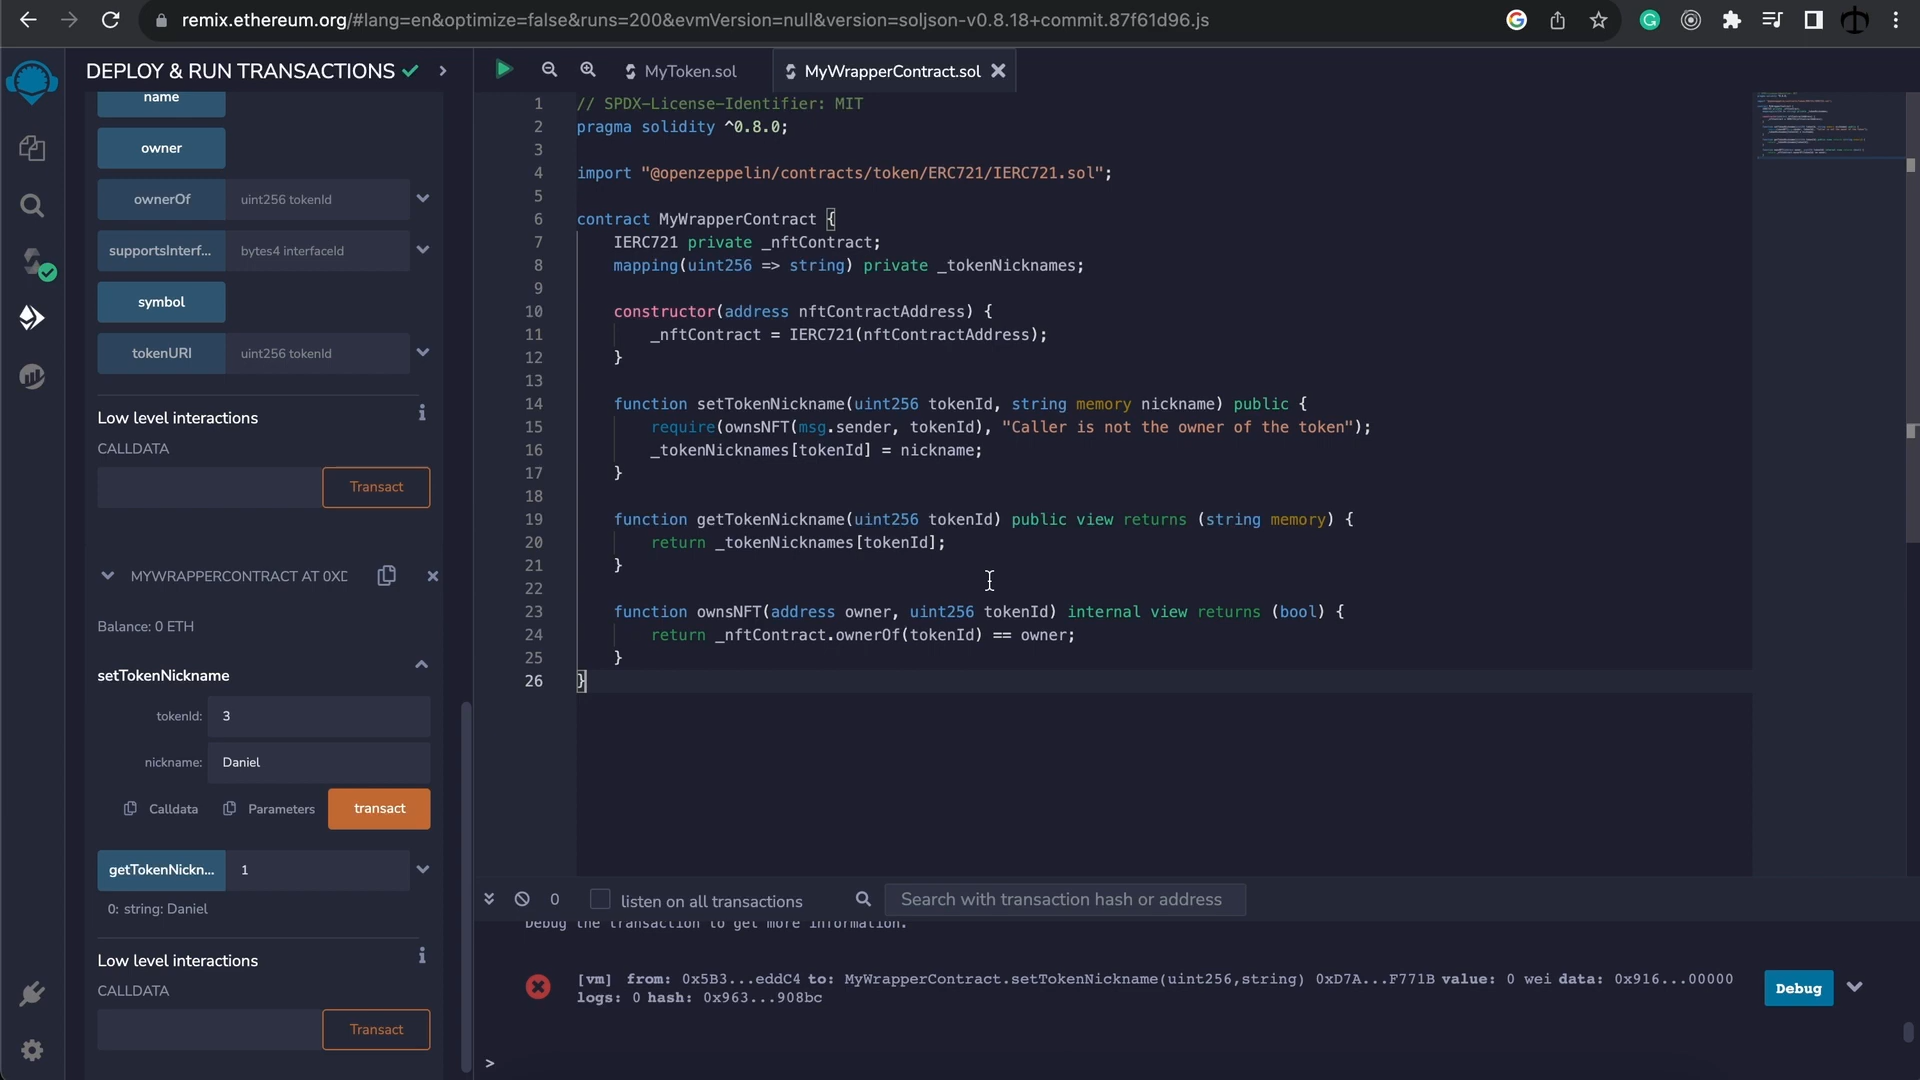 remix.ethereum.org/#lang=en&optimize=false&runs=200&evmVersion=null&version=soljson-v0.8.18+commit.87f61d96.js
DEPLOY & RUN TRANSACTIONS
name
owner
ownerOf uint256 tokenId
supportsInterf... bytes4 interfaceId
symbol
tokenURI uint256 tokenId
Low level interactions
CALLDATA
Transact
MYWRAPPERCONTRACT AT 0XD
Balance: 0 ETH
setTokenNickname
tokenId: 3
nickname: Daniel
Calldata Parameters transact
getTokenNickn... 1
0: string: Daniel
Low level interactions
CALLDATA
Transact
MyToken.sol MyWrapperContract.sol
1 // SPDX-License-Identifier: MIT
2 pragma solidity ^0.8.0;
3
4 import "@openzeppelin/contracts/token/ERC721/IERC721.sol";
5
6 contract MyWrapperContract {
7 IERC721 private _nftContract;
8 mapping(uint256 => string) private _tokenNicknames;
9
10 constructor(address nftContractAddress) {
11 _nftContract = IERC721(nftContractAddress);
12 }
13
14 function setTokenNickname(uint256 tokenId, string memory nickname) public {
15 require(ownsNFT(msg.sender, tokenId), "Caller is not the owner of the token");
16 _tokenNicknames[tokenId] = nickname;
17 }
18
19 function getTokenNickname(uint256 tokenId) public view returns (string memory) {
20 return _tokenNicknames[tokenId];
21 }
22
23 function ownsNFT(address owner, uint256 tokenId) internal view returns (bool) {
24 return _nftContract.ownerOf(tokenId) == owner;
25 }
26 }
0 listen on all transactions Search with transaction hash or address
Debug the transaction to get more information.
[vm] from: 0x5B3...eddC4 to: MyWrapperContract.setTokenNickname(uint256,string) 0xD7A...F771B value: 0 wei data: 0x916...00000
logs: 0 hash: 0x963...908bc
Debug
>